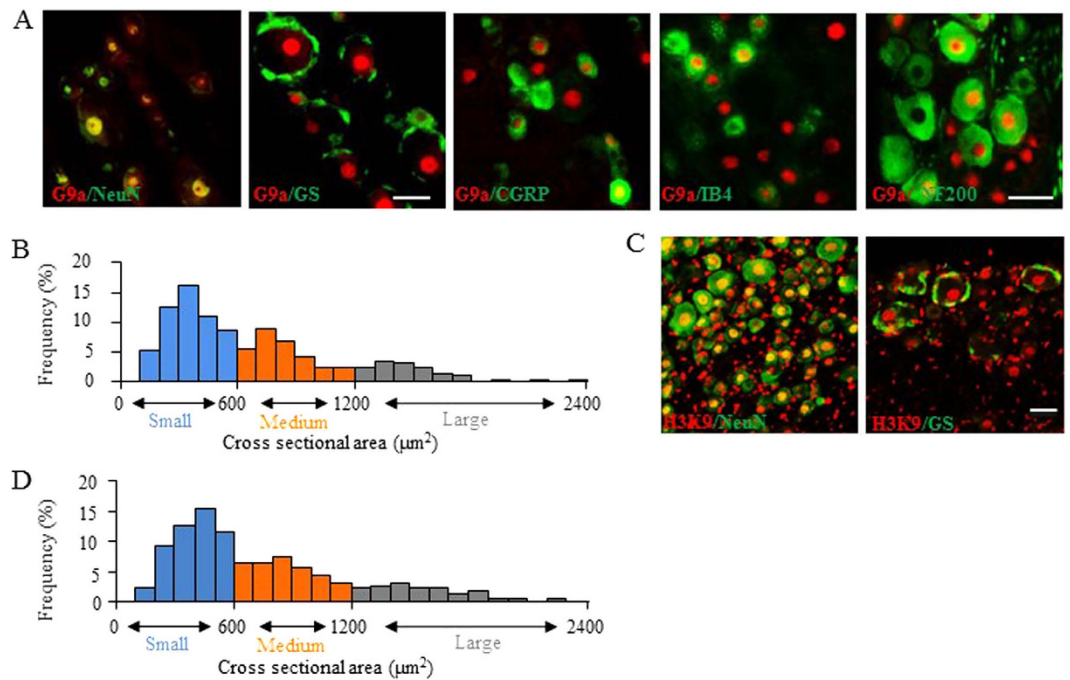 A
G9a/NeuN
G9a/GS
G9a/CGRP
G9a/IB4
G9a/NF200
B
Frequency (%)
20
15
10
5
0
0 600 1200 2400
Small Medium Large
Cross sectional area (μm²)
C
H3K9/NeuN
H3K9/GS
D
Frequency (%)
20
15
10
5
0
0 600 1200 2400
Small Medium Large
Cross sectional area (μm²)